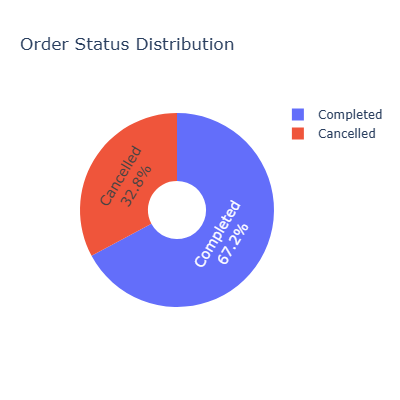 Order Status Distribution
Completed
Cancelled
Cancelled
32.8%
Completed
67.2%